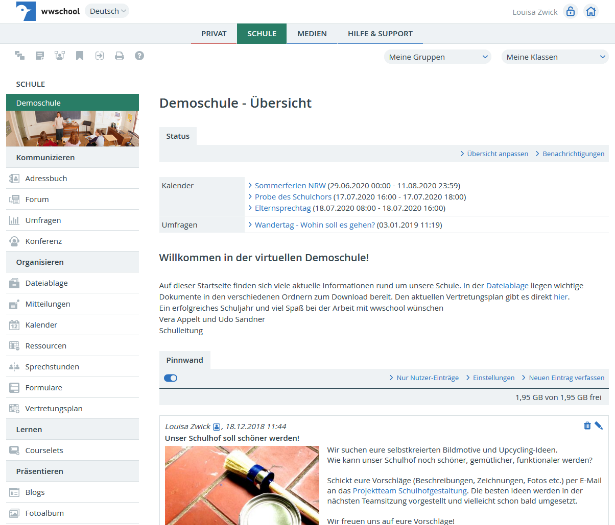 wwschool
Deutsch
Louisa Zwick
PRIVAT
SCHULE
MEDIEN
HILFE & SUPPORT
Meine Gruppen
Meine Klassen
SCHULE
Demoschule
Kommunizieren
Adressbuch
Forum
Umfragen
Konferenz
Organisieren
Dateiablage
Mitteilungen
Kalender
Ressourcen
Sprechstunden
Formulare
Vertretungsplan
Lernen
Courselets
Präsentieren
Blogs
Fotoalbum
Demoschule - Übersicht
Status
Übersicht anpassen
Benachrichtigungen
Kalender
Sommerferien NRW (29.06.2020 00:00 - 11.08.2020 23:59)
Probe des Schulchors (17.07.2020 16:00 - 17.07.2020 18:00)
Elternsprechtag (18.07.2020 08:00 - 18.07.2020 16:00)
Umfragen
Wandertag - Wohin soll es gehen? (03.01.2019 11:19)
Willkommen in der virtuellen Demoschule!
Auf dieser Startseite finden sich viele aktuelle Informationen rund um unsere Schule. In der Dateiablage liegen wichtige
Dokumente in den verschiedenen Ordnern zum Download bereit. Den aktuellen Vertretungsplan gibt es direkt hier.
Ein erfolgreiches Schuljahr und viel Spaß bei der Arbeit mit wwschool wünschen
Vera Appelt und Udo Sandner
Schulleitung
Pinnwand
Nur Nutzer-Einträge
Einstellungen
Neuen Eintrag verfassen
1,95 GB von 1,95 GB frei
Louisa Zwick , 18.12.2018 11:44
Unser Schulhof soll schöner werden!
Wir suchen eure selbstkreierten Bildmotive und Upcycling-Ideen.
Wie kann unser Schulhof noch schöner, gemütlicher, funktionaler werden?
Schickt eure Vorschläge (Beschreibungen, Zeichnungen, Fotos etc.) per E-Mail
an das Projektteam Schulhofgestaltung. Die besten Ideen werden in der
nächsten Teamsitzung vorgestellt und vielleicht schon bald umgesetzt.
Wir freuen uns auf eure Vorschläge!